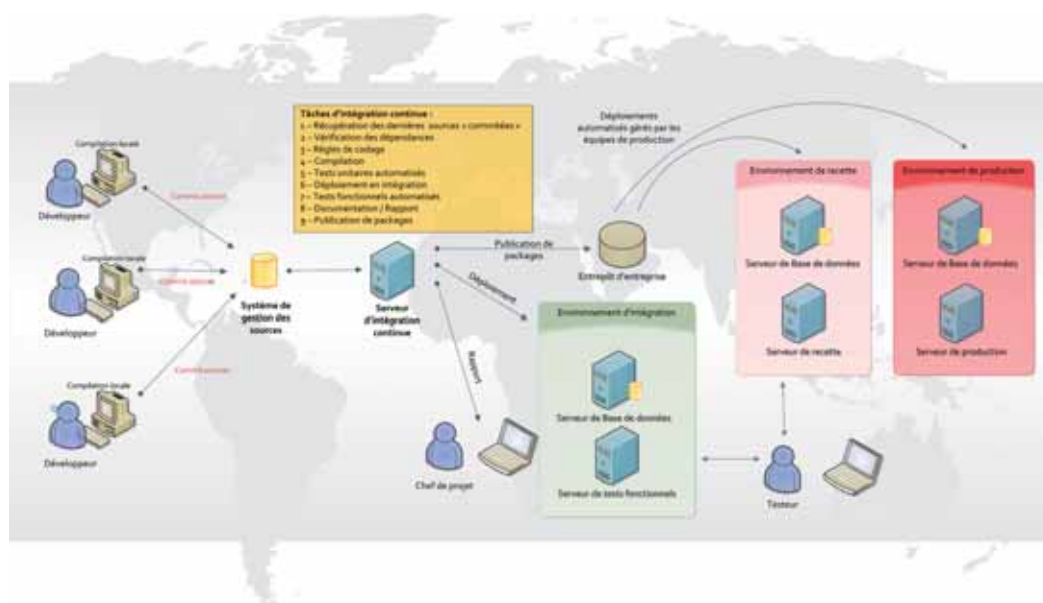 Tâches d'intégration continue :
1 – Récupération des dernières sources « commitées »
2 – Vérification des dépendances
3 – Règles de codage
4 – Compilation
5 – Tests unitaires automatisés
6 – Déploiement en intégration
7 – Tests fonctionnels automatisés
8 – Documentation / Rapport
9 – Publication de packages
Déploiements
automatisés gérés par les
équipes de production
Compilation locale
Développeur
Compilation locale
Développeur
Compilation locale
Développeur
Système de
gestion des
sources
Serveur
d'intégration
continue
Publication de
packages
Déploiement
Rapport
Entrepôt d'entreprise
Chef de projet
Environnement d'intégration
Serveur de Base de données
Serveur de tests fonctionnels
Environnement de recette
Serveur de Base de données
Serveur de recette
Environnement de production
Serveur de Base de données
Serveur de production
Testeur